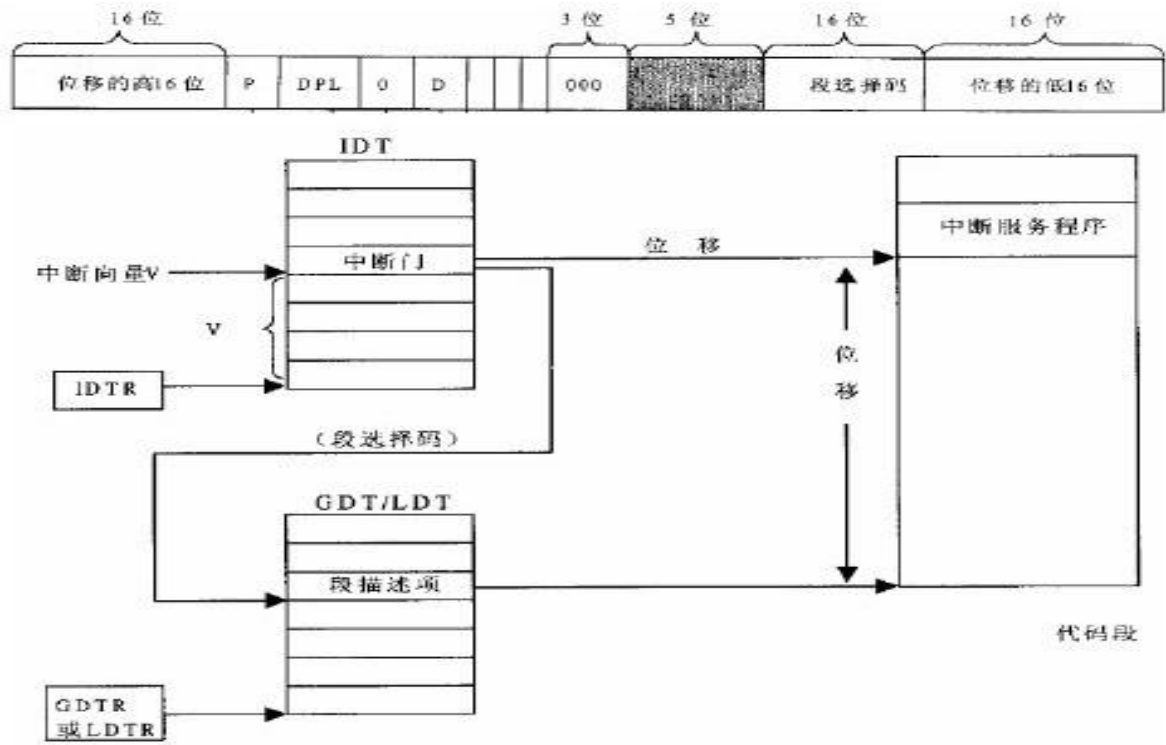 16位 3位 5位 16位 16位
位移的高16位 P DPL 0 D 000 段选择码 位移的低16位
IDT
中断服务程序
中断门
位 移
中断向量V
V
位移
IDTR
(段选择码)
GDT/LDT
段描述项
代码段
GDTR
或LDTR